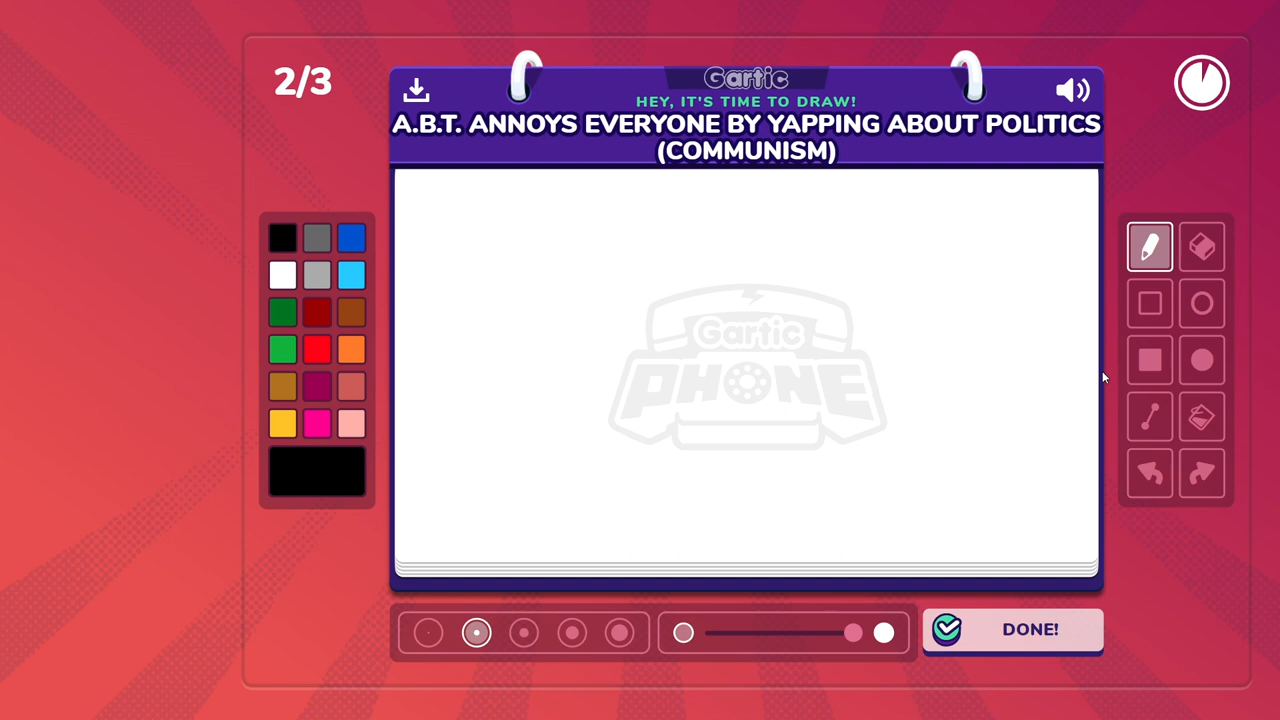 2/3
Gartic
HEY, IT'S TIME TO DRAW!
A.B.T. ANNOYS EVERYONE BY YAPPING ABOUT POLITICS
(COMMUNISM)
Gartic
PHONE
DONE!